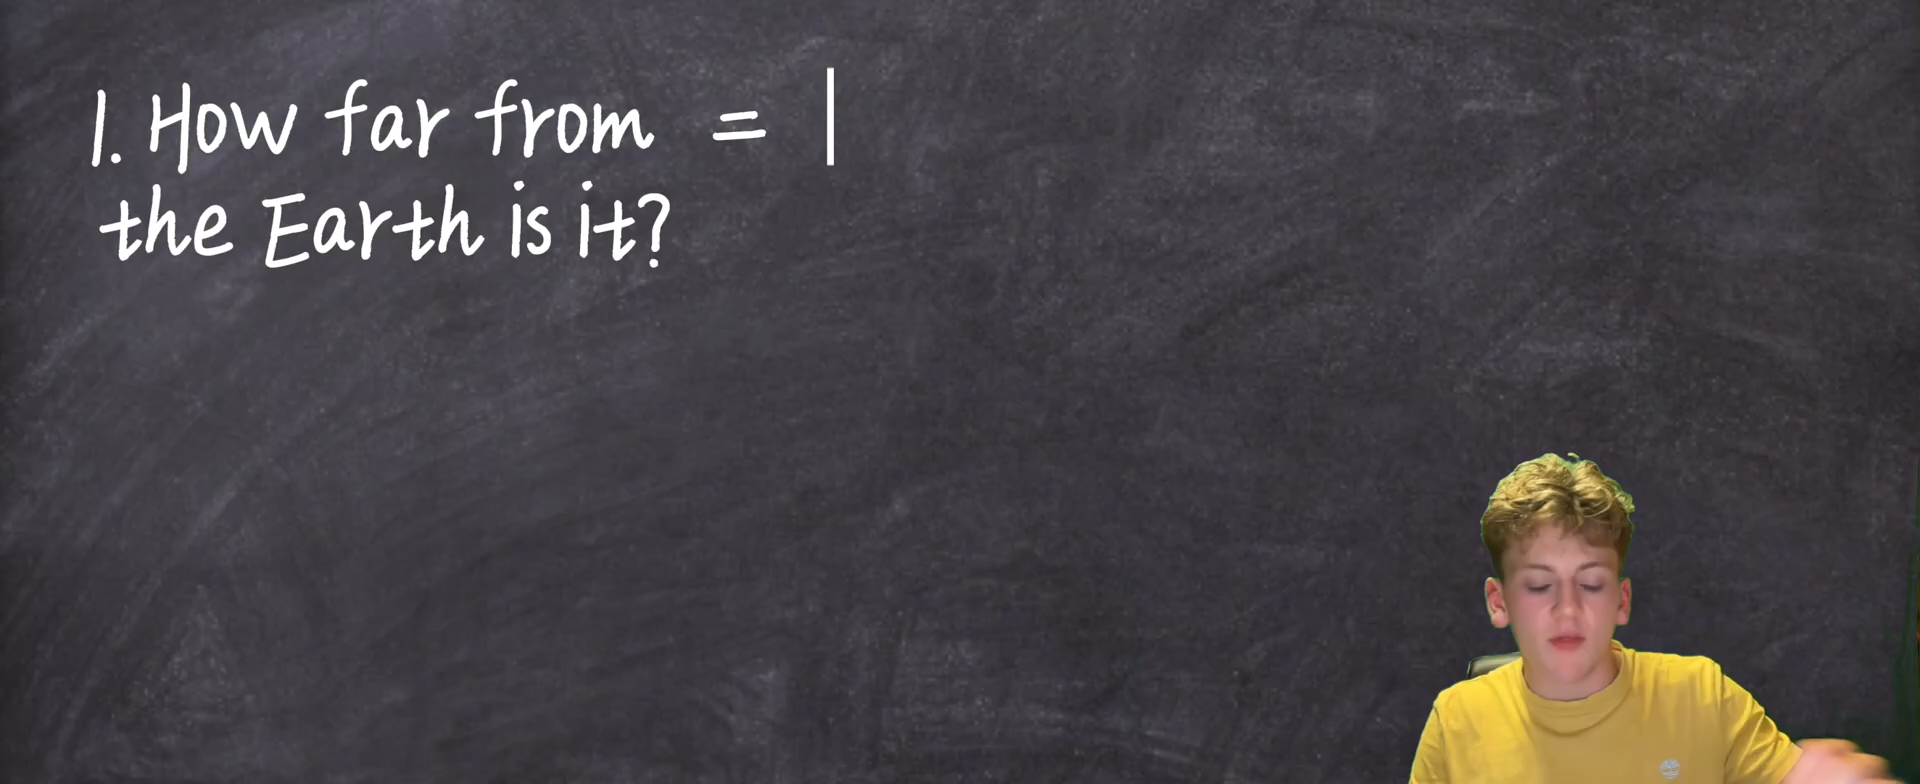 1. How far from = |
the Earth is it?